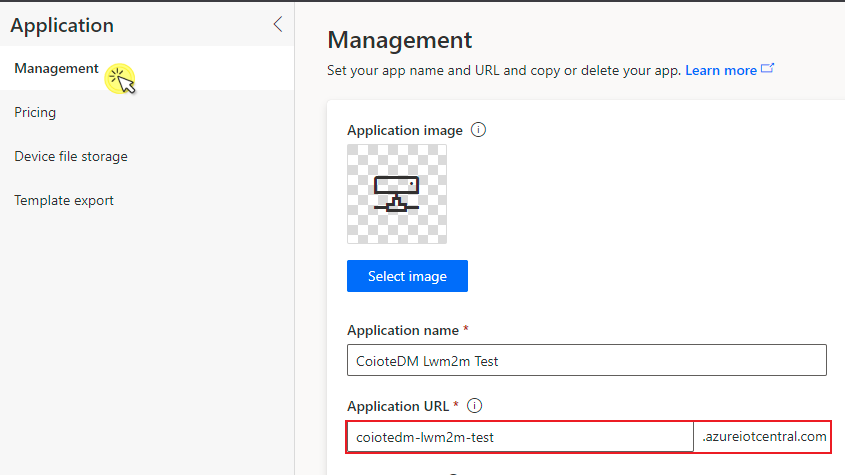 Application
Management
Pricing
Device file storage
Template export
Management
Set your app name and URL and copy or delete your app. Learn more
Application image
Select image
Application name *
CoioteDM Lwm2m Test
Application URL *
coiotedm-lwm2m-test .azureiotcentral.com